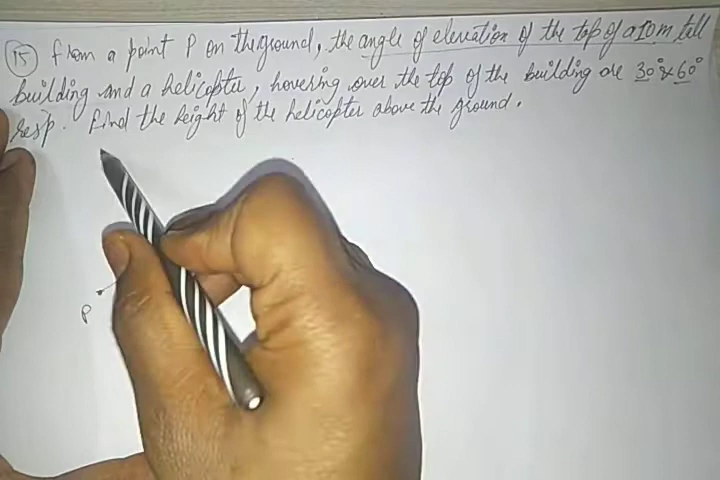 15 from a point P on the ground, the angle of elevation of the top of a 10m tall
building and a helicopter, hovering over the top of the building are 30° & 60°
resp. Find the height of the helicopter above the ground.
P